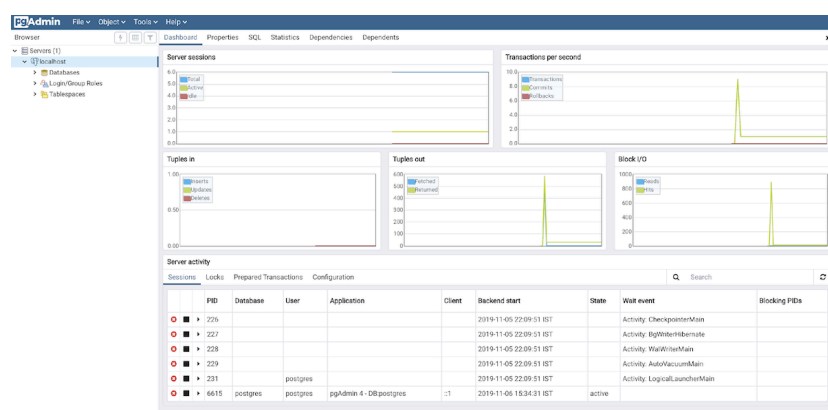 pgAdmin File Object Tools Help
Browser Dashboard Properties SQL Statistics Dependencies Dependents
Servers (1)
localhost
Databases
Login/Group Roles
Tablespaces
Server sessions
6.0
5.0
4.0
3.0
2.0
1.0
0.0
Total
Active
Idle
Transactions per second
10.0
8.0
6.0
4.0
2.0
0.0
Transactions
Commits
Rollbacks
Tuples in
1.00
0.50
0.00
Inserts
Updates
Deletes
Tuples out
600
500
400
300
200
100
0
Fetched
Returned
Block I/O
1000
800
600
400
200
0
Reads
Hits
Server activity
Sessions Locks Prepared Transactions Configuration Search
PID Database User Application Client Backend start State Wait event Blocking PIDs
226 2019-11-05 22:09:51 IST Activity: CheckpointerMain
227 2019-11-05 22:09:51 IST Activity: BgWriterHibernate
228 2019-11-05 22:09:51 IST Activity: WalWriterMain
229 2019-11-05 22:09:51 IST Activity: AutoVacuumMain
231 postgres 2019-11-05 22:09:51 IST Activity: LogicalLauncherMain
6615 postgres postgres pgAdmin 4 - DB:postgres ::1 2019-11-06 15:34:31 IST active